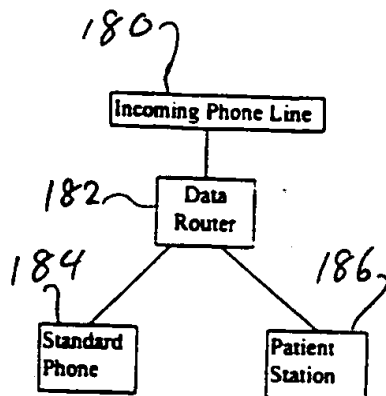 180
Incoming Phone Line
182
Data
Router
184
186
Standard
Phone
Patient
Station